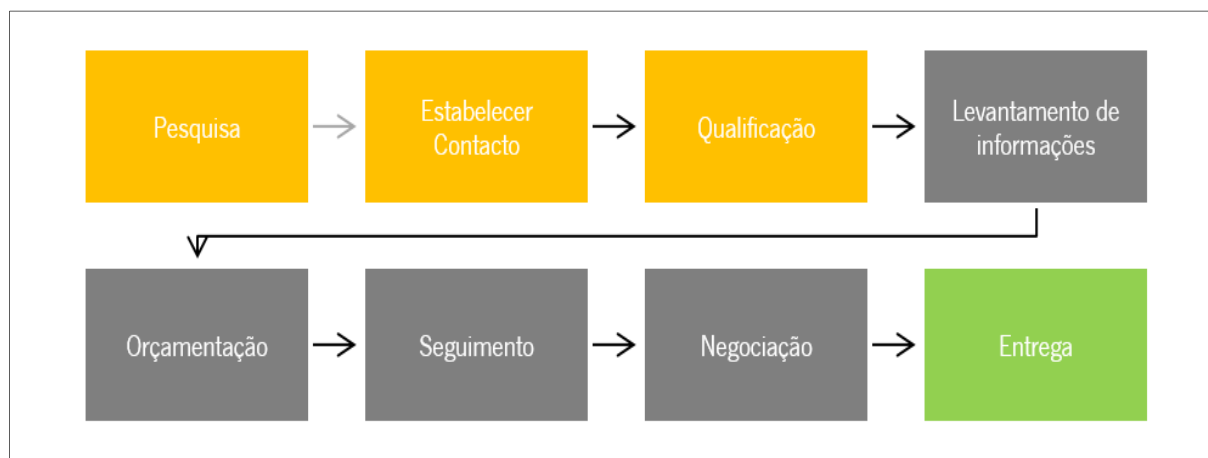 Pesquisa
Estabelecer
Contacto
Qualificação
Levantamento de
informações
Orçamentação
Seguimento
Negociação
Entrega